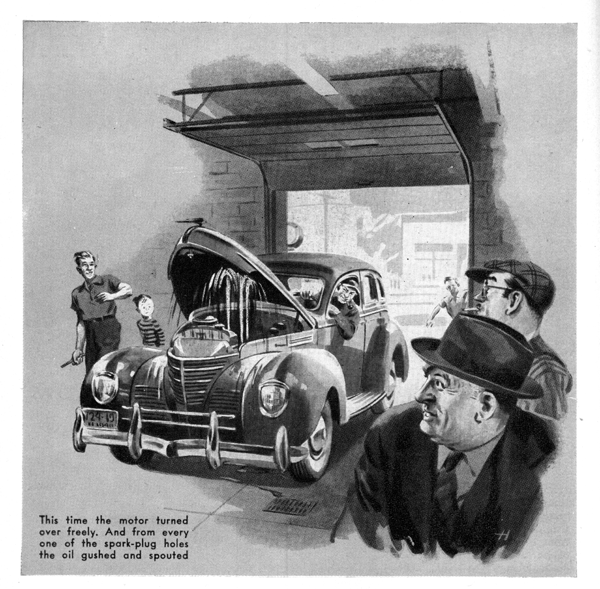 This time the motor turned
over freely. And from every
one of the spark-plug holes
the oil gushed and spouted